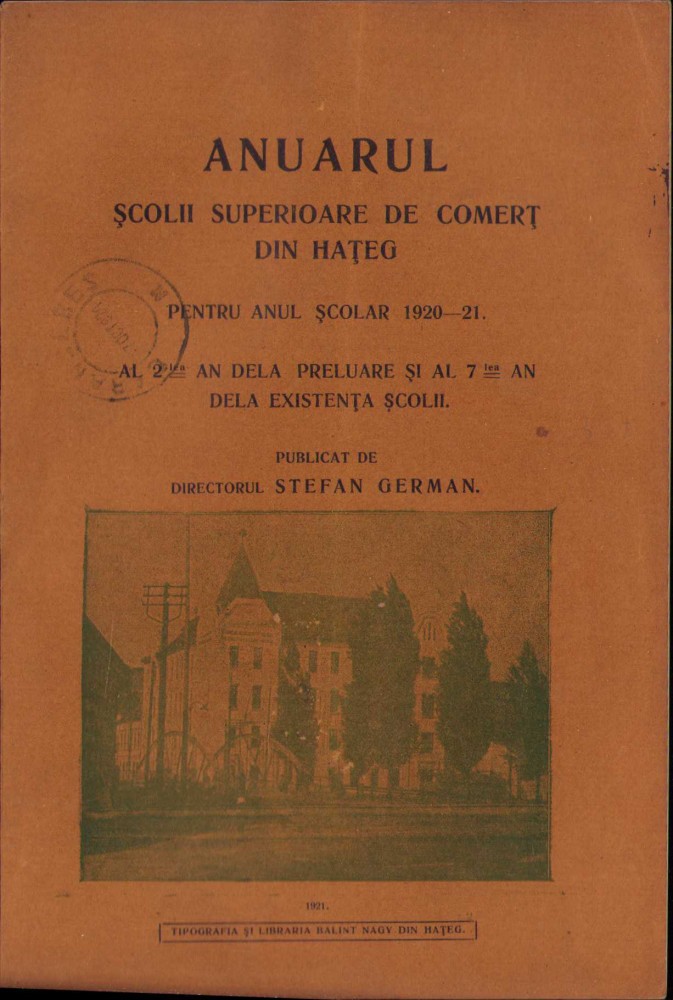 ANUARUL
ŞCOLII SUPERIOARE DE COMERŢ
DIN HAŢEG
PENTRU ANUL ŞCOLAR 1920—21.
AL 2 lea AN DELA PRELUARE ŞI AL 7 lea AN
DELA EXISTENŢA ŞCOLII.
PUBLICAT DE
DIRECTORUL STEFAN GERMAN.
1921.
TIPOGRAFIA ŞI LIBRARIA BÁLINT NAGY DIN HAŢEG.